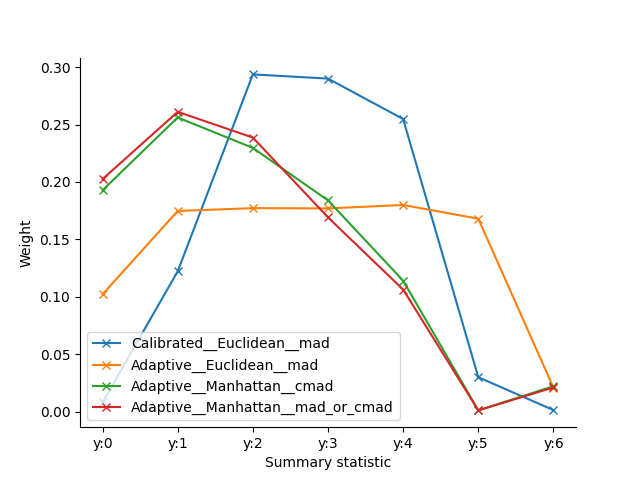 0.30
0.25
0.20
0.15
0.10
0.05
0.00
Weight
Calibrated__Euclidean__mad
Adaptive__Euclidean__mad
Adaptive__Manhattan__cmad
Adaptive__Manhattan__mad_or_cmad
y:0 y:1 y:2 y:3 y:4 y:5 y:6
Summary statistic